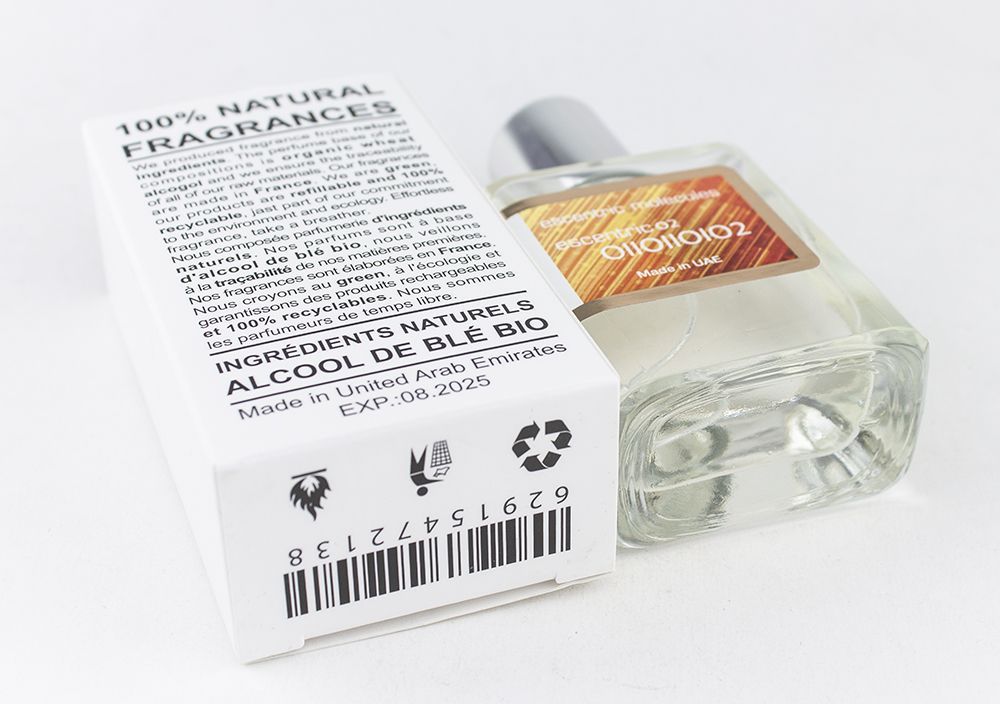 100% NATURAL
FRAGRANCES
We produced fragrance from natural
ingredients. The perfume base of our
compositions is organic wheat
alcogol and we ensure the traceability
of all of our raw materials. Our fragrances
are made in France. We are green,
our products are refillable and 100%
recyclable, jast part of our commitment
to the environment and ecology. Effortless
fragrance, take a breather.
Nous composée parfumerie d'ingrédients
naturels. Nos parfums sont à base
d'alcool de blé bio, nous veillons
à la traçabilité de nos matières premières.
Nos fragrances sont élaborées en France.
Nous croyons au green, à l'écologie et
garantissons des produits rechargeables
et 100% recyclables. Nous sommes
les parfumeurs de temps libre.
INGRÉDIENTS NATURELS
ALCOOL DE BLÉ BIO
Made in United Arab Emirates
EXP.:08.2025
62915472138
escentric molecules
escentric.02
01101101012
Made in UAE